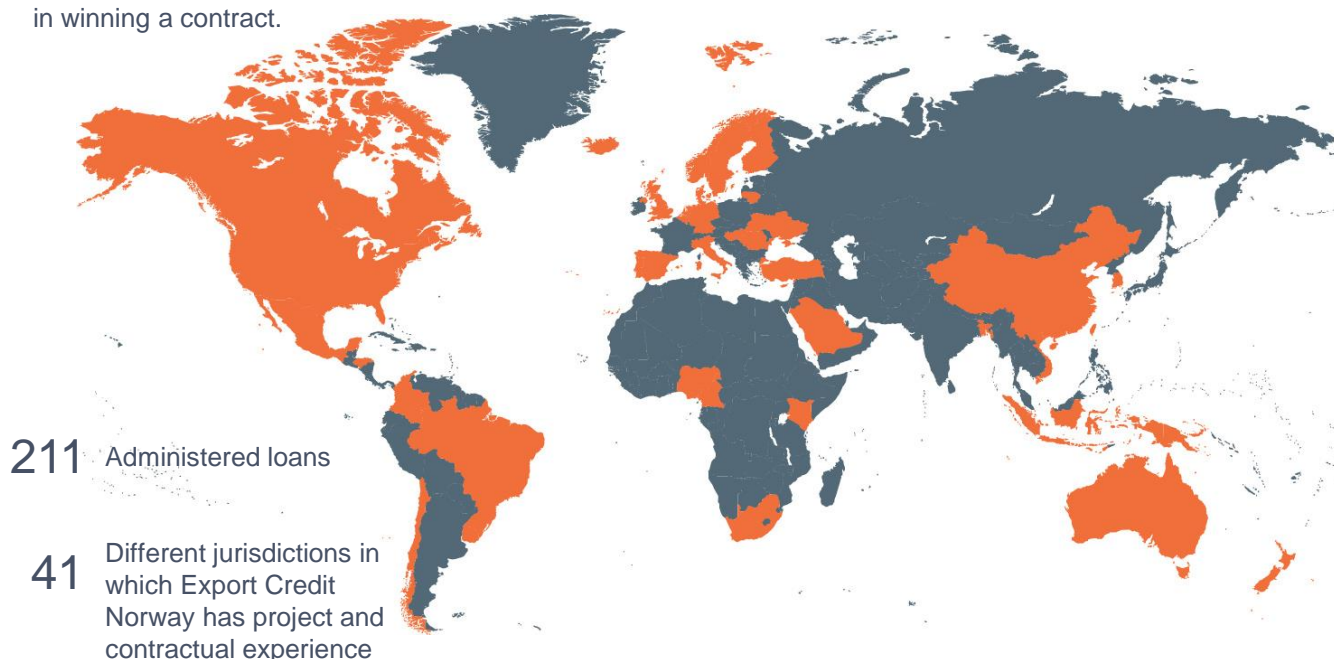 in winning a contract.
211 Administered loans
41 Different jurisdictions in
which Export Credit
Norway has project and
contractual experience